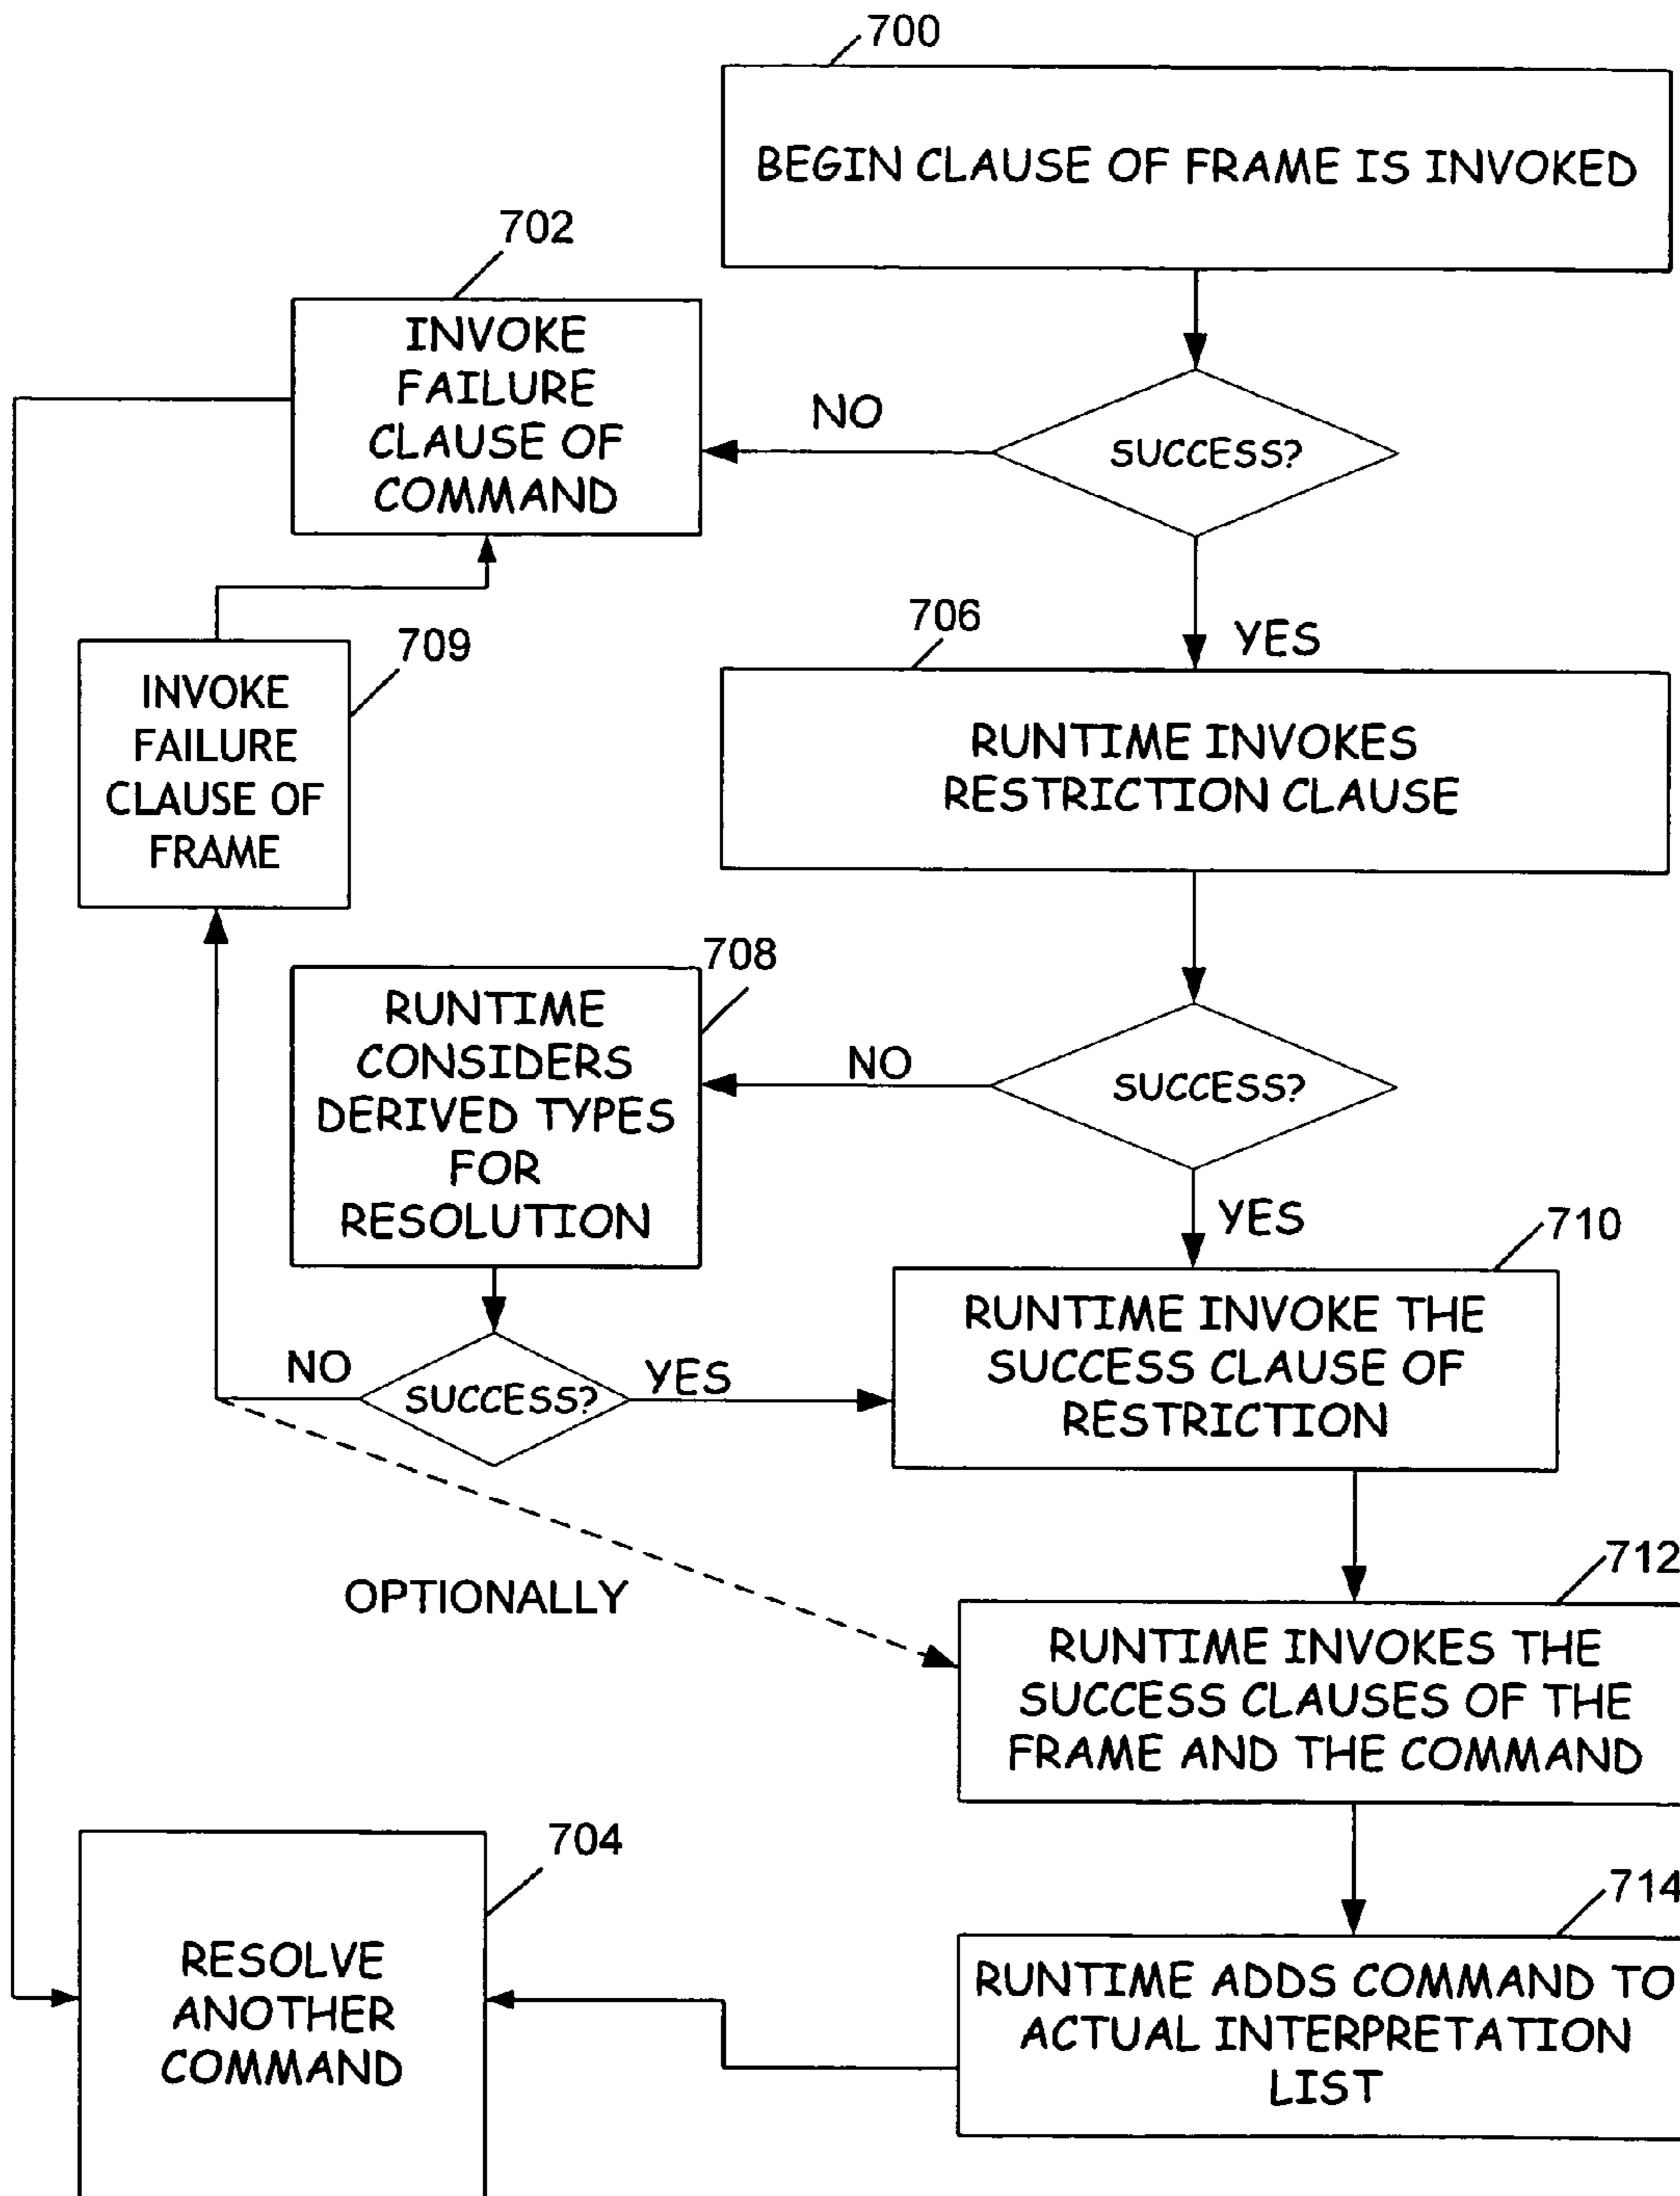 700
BEGIN CLAUSE OF FRAME IS INVOKED
702
INVOKE
FAILURE
CLAUSE OF
COMMAND
NO
SUCCESS?
YES
706
709
INVOKE
FAILURE
CLAUSE OF
FRAME
RUNTIME INVOKES
RESTRICTION CLAUSE
708
RUNTIME
CONSIDERS
DERIVED TYPES
FOR
RESOLUTION
NO
SUCCESS?
YES
710
RUNTIME INVOKE THE
SUCCESS CLAUSE OF
RESTRICTION
NO
SUCCESS?
YES
OPTIONALLY
712
RUNTIME INVOKES THE
SUCCESS CLAUSES OF THE
FRAME AND THE COMMAND
704
RESOLVE
ANOTHER
COMMAND
714
RUNTIME ADDS COMMAND TO
ACTUAL INTERPRETATION
LIST